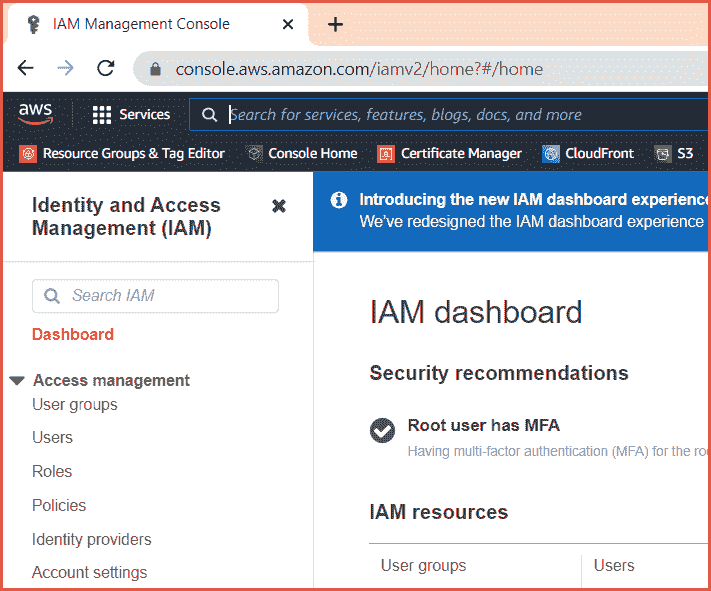 IAM Management Console
console.aws.amazon.com/iamv2/home?#/home
aws
Services
Search for services, features, blogs, docs, and more
Resource Groups & Tag Editor
Console Home
Certificate Manager
CloudFront
S3
Identity and Access
Management (IAM)
Search IAM
Dashboard
Access management
User groups
Users
Roles
Policies
Identity providers
Account settings
Introducing the new IAM dashboard experience
We've redesigned the IAM dashboard experience
IAM dashboard
Security recommendations
Root user has MFA
Having multi-factor authentication (MFA) for the
IAM resources
User groups
Users